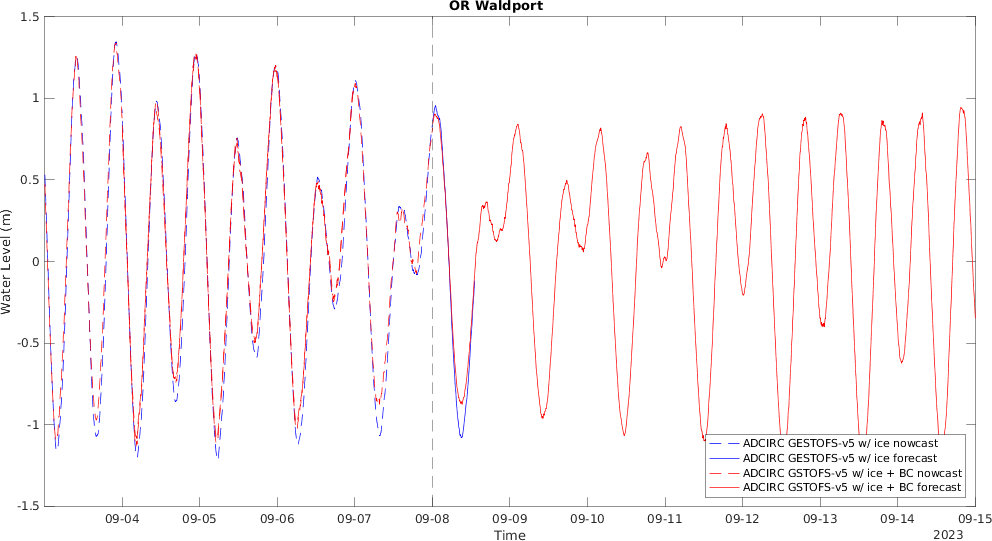 OR Waldport
1.5
1
0.5
0
-0.5
-1
-1.5
Water Level (m)
ADCIRC GESTOFS-v5 w/ ice nowcast
ADCIRC GESTOFS-v5 w/ ice forecast
ADCIRC GSTOFS-v5 w/ ice + BC nowcast
ADCIRC GSTOFS-v5 w/ ice + BC forecast
09-04 09-05 09-06 09-07 09-08 09-09 09-10 09-11 09-12 09-13 09-14 09-15
Time
2023